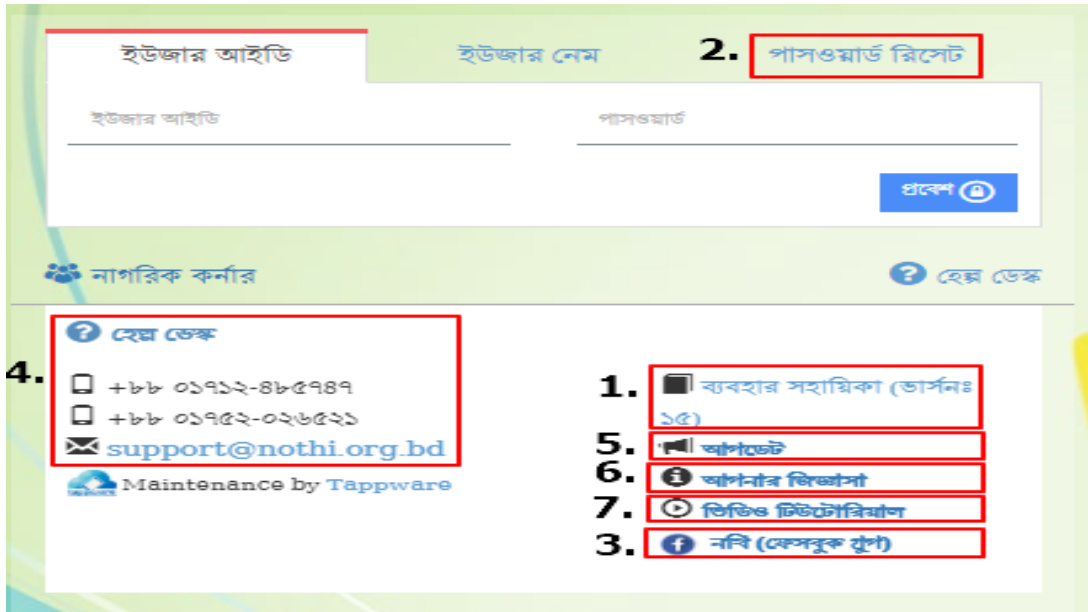 ইউজার আইডি
ইউজার নেম
2. পাসওয়ার্ড রিসেট
ইউজার আইডি
পাসওয়ার্ড
প্রবেশ
নাগরিক কর্নার
হেল্প ডেস্ক
4. হেল্প ডেস্ক
+৮৮ ০১৭১২-৪৮৫৭৪৭
+৮৮ ০১৭৫২-০২৬৫২১
support@nothi.org.bd
Maintenance by Tappware
1. ব্যবহার সহায়িকা (ভার্সনঃ
১৫)
5. আপডেট
6. আপনার জিজ্ঞাসা
7. ভিডিও টিউটোরিয়াল
3. নথি (ফেসবুক গ্রুপ)